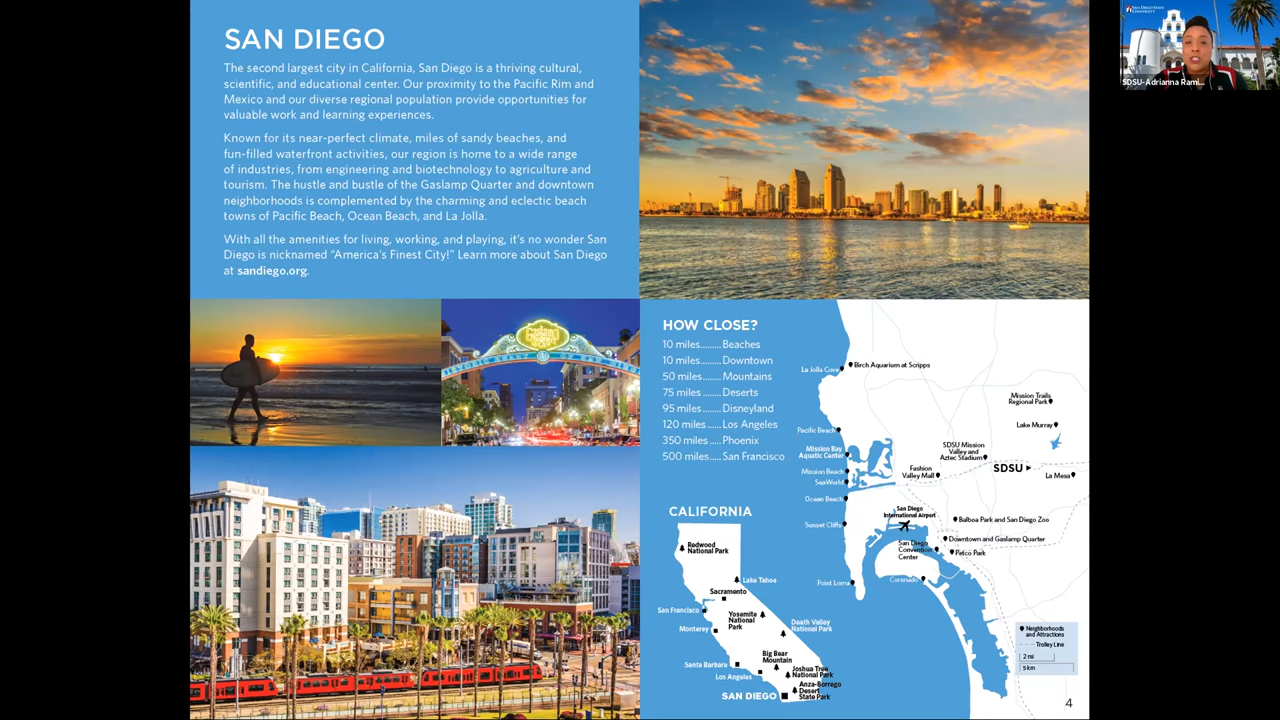 SAN DIEGO
The second largest city in California, San Diego is a thriving cultural,
scientific, and educational center. Our proximity to the Pacific Rim and
Mexico and our diverse regional population provide opportunities for
valuable work and learning experiences.
Known for its near-perfect climate, miles of sandy beaches, and
fun-filled waterfront activities, our region is home to a wide range
of industries, from engineering and biotechnology to agriculture and
tourism. The hustle and bustle of the Gaslamp Quarter and downtown
neighborhoods is complemented by the charming and eclectic beach
towns of Pacific Beach, Ocean Beach, and La Jolla.
With all the amenities for living, working, and playing, it's no wonder San
Diego is nicknamed “America's Finest City!” Learn more about San Diego
at sandiego.org.
HOW CLOSE?
10 miles........Beaches
10 miles........Downtown
50 miles.......Mountains
75 miles.......Deserts
95 miles.......Disneyland
120 miles......Los Angeles
350 miles.....Phoenix
500 miles.....San Francisco
CALIFORNIA
Redwood
National Park
Lake Tahoe
Sacramento
San Francisco
Yosemite
National
Park
Monterey
Death Valley
National Park
Big Bear
Mountain
Santa Barbara
Los Angeles
Joshua Tree
National Park
Anza-Borrego
Desert
State Park
SAN DIEGO
La Jolla Cove
Birch Aquarium at Scripps
Mission Trails
Regional Park
Lake Murray
Pacific Beach
Mission Bay
Aquatic Center
SDSU Mission
Valley and
Aztec Stadium
SDSU
Mission Beach
Fashion
Valley Mall
La Mesa
SeaWorld
Ocean Beach
San Diego
International Airport
Sunset Cliffs
Balboa Park and San Diego Zoo
Downtown and Gaslamp Quarter
San Diego
Convention
Center
Petco Park
Point Loma
Coronado
Neighborhoods
and Attractions
Trolley Line
2 mi
5 km
4
SAN DIEGO STATE
UNIVERSITY
SDSU-Adrianna Rami...